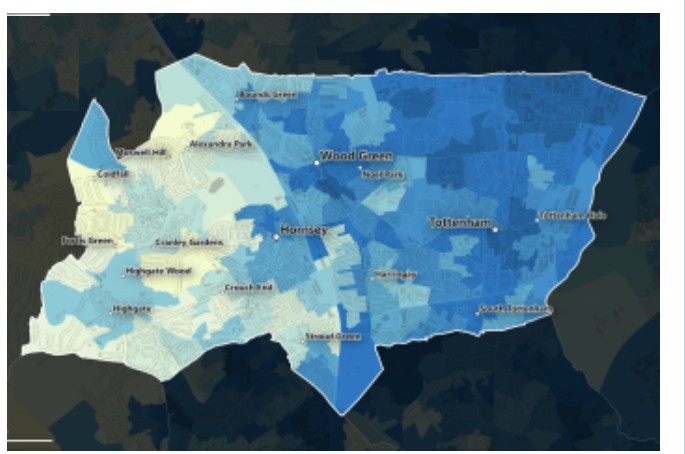 Bounds Green
Alexandra Park
Muswell Hill
Wood Green
Noel Park
Coldfall
Tottenham
Tottenham Hale
Hornsey
Fortis Green
Cranley Gardens
Highgate Wood
Harringay
Crouch End
Highgate
South Tottenham
Stroud Green